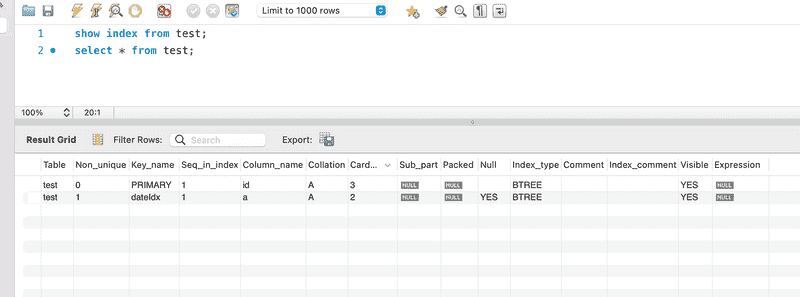 Limit to 1000 rows
1 show index from test;
2 select * from test;
100% 20:1
Result Grid Filter Rows: Search Export:
Table Non_unique Key_name Seq_in_index Column_name Collation Card... Sub_part Packed Null Index_type Comment Index_comment Visible Expression
test 0 PRIMARY 1 id A 3 NULL NULL BTREE YES NULL
test 1 dateIdx 1 a A 2 NULL NULL YES BTREE YES NULL